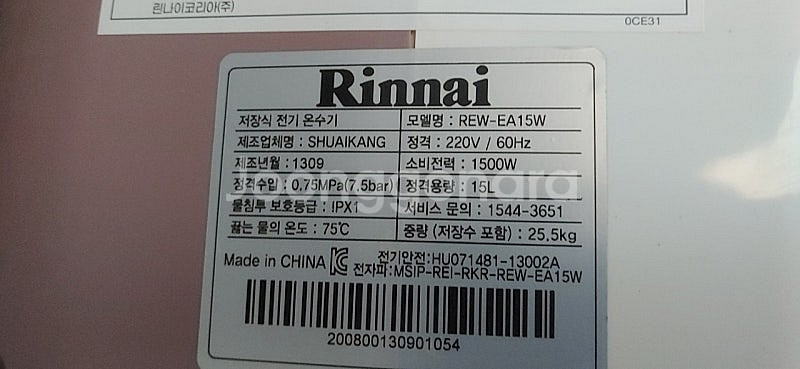 린나이코리아(주)
0CE31
Rinnai
저장식 전기 온수기 모델명 : REW-EA15W
제조업체명 : SHUAIKANG 정격 : 220V / 60Hz
제조년월 : 1309 소비전력 : 1500W
정격수압 : 0.75MPa(7.5bar) 정격용량 : 15L
물침투 보호등급 : IPX1 서비스 문의 : 1544-3651
끓는 물의 온도 : 75℃ 중량 (저장수 포함) : 25.5kg
Made in CHINA 전기안전:HU071481-13002A
전자파:MSIP-REI-RKR-REW-EA15W
200800130901054
Joonggonara